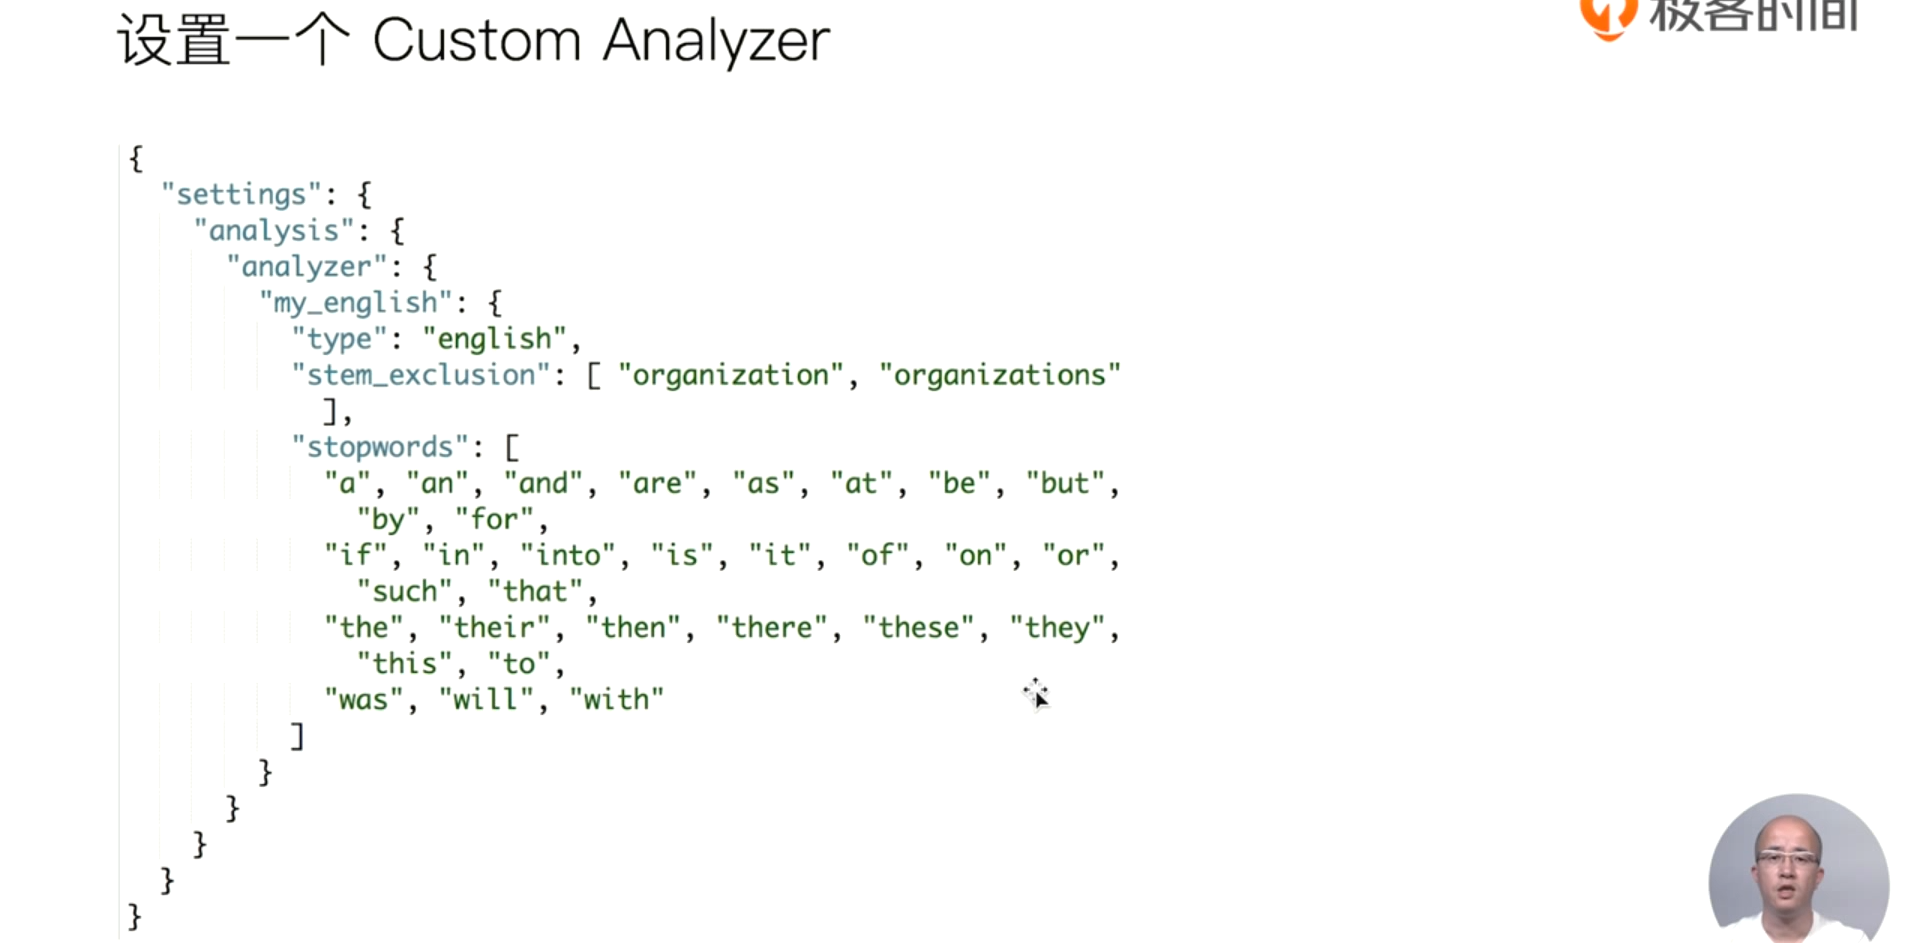 设置一个 Custom Analyzer
极客时间
{
"settings": {
"analysis": {
"analyzer": {
"my_english": {
"type": "english",
"stem_exclusion": [ "organization", "organizations"
],
"stopwords": [
"a", "an", "and", "are", "as", "at", "be", "but",
"by", "for",
"if", "in", "into", "is", "it", "of", "on", "or",
"such", "that",
"the", "their", "then", "there", "these", "they",
"this", "to",
"was", "will", "with"
]
}
}
}
}
}